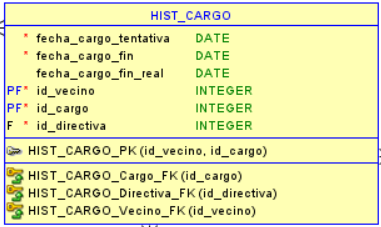 HIST_CARGO
* fecha_cargo_tentativa DATE
* fecha_cargo_fin DATE
fecha_cargo_fin_real DATE
PF* id_vecino INTEGER
PF* id_cargo INTEGER
F * id_directiva INTEGER
HIST_CARGO_PK (id_vecino, id_cargo)
HIST_CARGO_Cargo_FK (id_cargo)
HIST_CARGO_Directiva_FK (id_directiva)
HIST_CARGO_Vecino_FK (id_vecino)